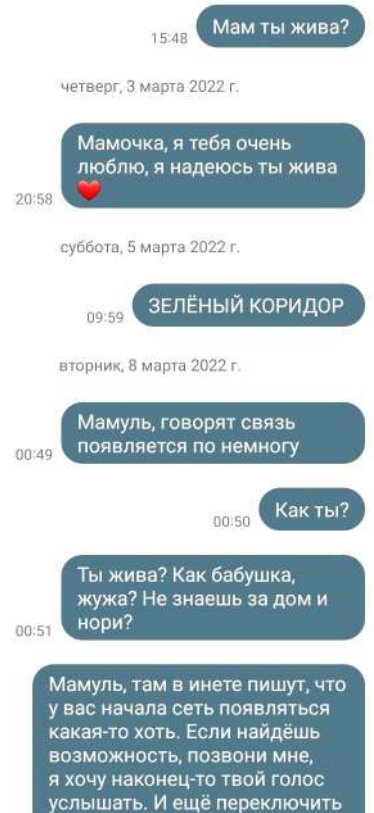 Мам ты жива?
15:48
четверг, 3 марта 2022 г.
Мамочка, я тебя очень
люблю, я надеюсь ты жива
❤️
20:58
суббота, 5 марта 2022 г.
ЗЕЛЁНЫЙ КОРИДОР
09:59
вторник, 8 марта 2022 г.
Мамуль, говорят связь
появляется по немногу
00:49
Как ты?
00:50
Ты жива? Как бабушка,
жужа? Не знаешь за дом и
нори?
00:51
Мамуль, там в инете пишут, что
у вас начала сеть появляться
какая-то хоть. Если найдёшь
возможность, позвони мне,
я хочу наконец-то твой голос
услышать. И ещё переключить